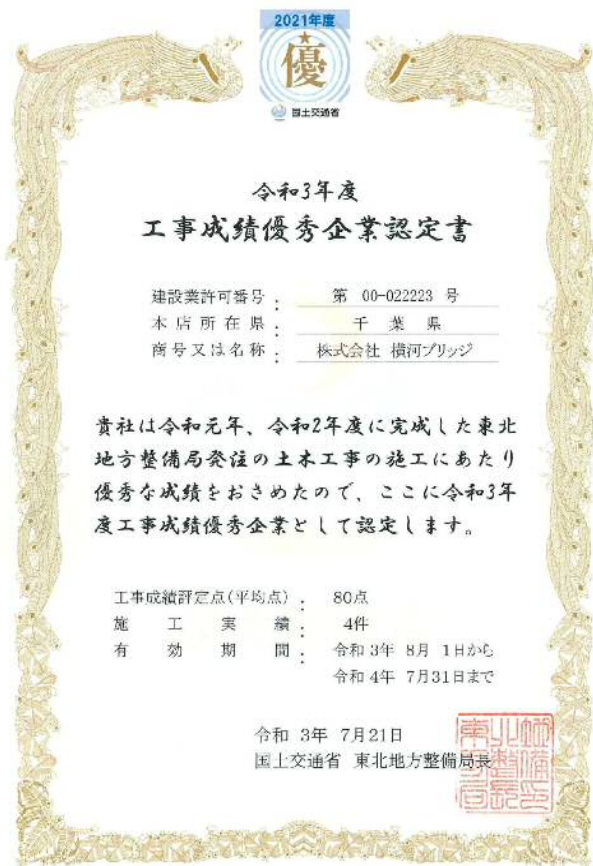 2021年度
優
国土交通省
令和3年度
工事成績優秀企業認定書
建設業許可番号： 第 00-022223 号
本店所在県： 千葉県
商号又は名称： 株式会社 横河ブリッジ
貴社は令和元年、令和2年度に完成した東北
地方整備局発注の土木工事の施工にあたり
優秀な成績をおさめたので、ここに令和3年
度工事成績優秀企業として認定します。
工事成績評定点(平均点)： 80点
施工実績： 4件
有効期間： 令和 3年 8月 1日から
令和 4年 7月31日まで
令和 3年 7月21日
国土交通省 東北地方整備局長